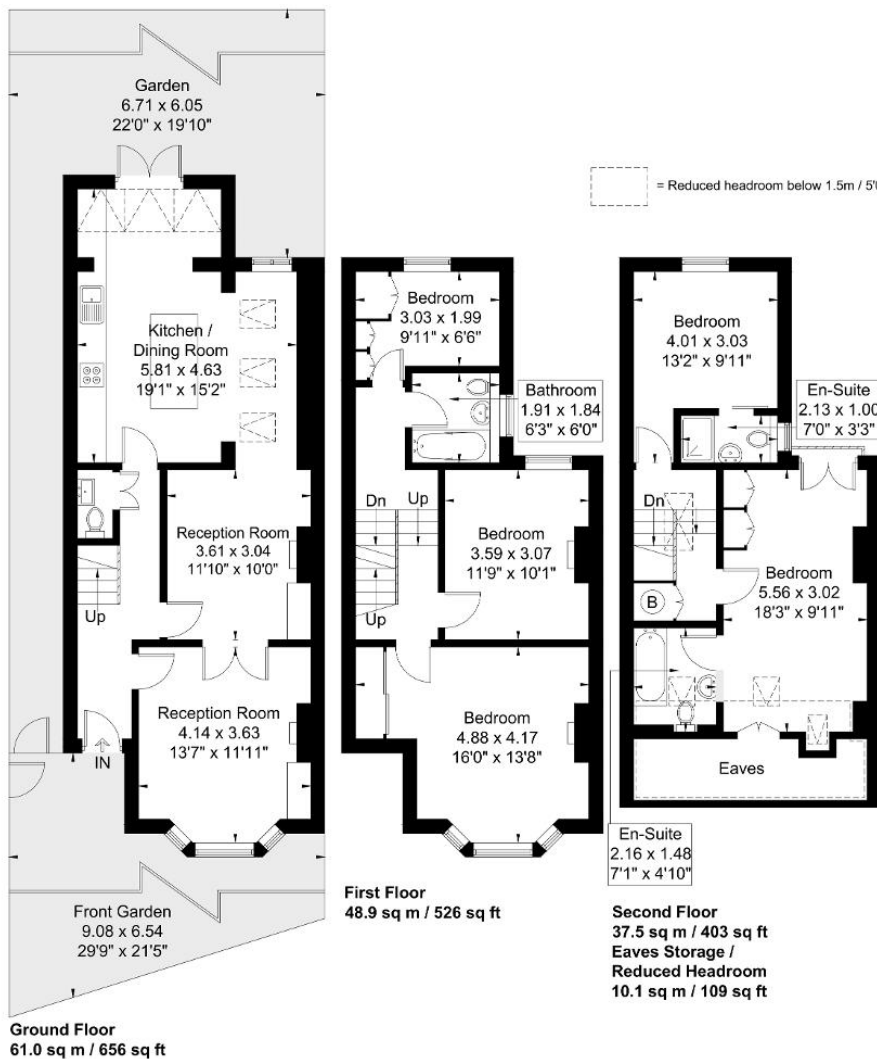 Garden
6.71 x 6.05
22'0" x 19'10"
= Reduced headroom below 1.5m / 5'
Kitchen /
Dining Room
5.81 x 4.63
19'1" x 15'2"
Reception Room
3.61 x 3.04
11'10" x 10'0"
Up
Reception Room
4.14 x 3.63
13'7" x 11'11"
IN
Front Garden
9.08 x 6.54
29'9" x 21'5"
Ground Floor
61.0 sq m / 656 sq ft
Bedroom
3.03 x 1.99
9'11" x 6'6"
Bathroom
1.91 x 1.84
6'3" x 6'0"
Dn
Up
Up
Bedroom
3.59 x 3.07
11'9" x 10'1"
Bedroom
4.88 x 4.17
16'0" x 13'8"
First Floor
48.9 sq m / 526 sq ft
Bedroom
4.01 x 3.03
13'2" x 9'11"
En-Suite
2.13 x 1.00
7'0" x 3'3"
Dn
B
Bedroom
5.56 x 3.02
18'3" x 9'11"
Eaves
En-Suite
2.16 x 1.48
7'1" x 4'10"
Second Floor
37.5 sq m / 403 sq ft
Eaves Storage /
Reduced Headroom
10.1 sq m / 109 sq ft